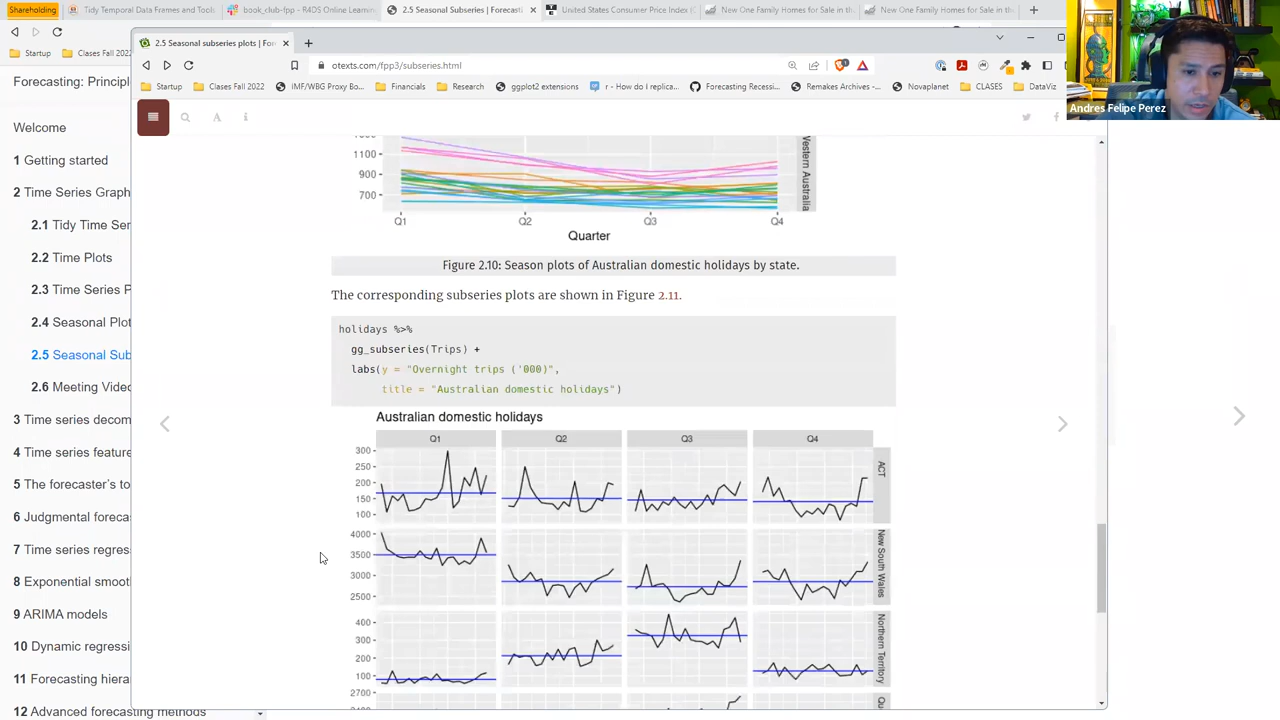 Shareholding
Tidy Temporal Data Frames and Tools
book_club-fpp - R4DS Online Learni
2.5 Seasonal Subseries | Forecasti
United States Consumer Price Index (
New One Family Homes for Sale in th
New One Family Homes for Sale in the
Startup
Clases Fall 2022
2.5 Seasonal subseries plots | Fore
otexts.com/fpp3/subseries.html
Startup
Clases Fall 2022
IMF/WBG Proxy Bo...
Financials
Research
ggplot2 extensions
r - How do I replica...
Forecasting Recessi...
Remakes Archives -...
Novaplanet
CLASES
DataViz
Andres Felipe Perez
Forecasting: Principl
Welcome
1 Getting started
2 Time Series Graph
2.1 Tidy Time Ser
2.2 Time Plots
2.3 Time Series P
2.4 Seasonal Plot
2.5 Seasonal Sub
2.6 Meeting Video
3 Time series decom
4 Time series feature
5 The forecaster's to
6 Judgmental foreca
7 Time series regres
8 Exponential smoot
9 ARIMA models
10 Dynamic regressi
11 Forecasting hiera
12 Advanced forecasting methods
1100
900
700
Western Australia
Q1 Q2 Q3 Q4
Quarter
Figure 2.10: Season plots of Australian domestic holidays by state.
The corresponding subseries plots are shown in Figure 2.11.
holidays %>%
gg_subseries(Trips) +
labs(y = "Overnight trips ('000)",
title = "Australian domestic holidays")
Australian domestic holidays
Q1 Q2 Q3 Q4
300
250
200
150
100
ACT
4000
3500
3000
2500
New South Wales
400
300
200
100
Northern Territory
2700